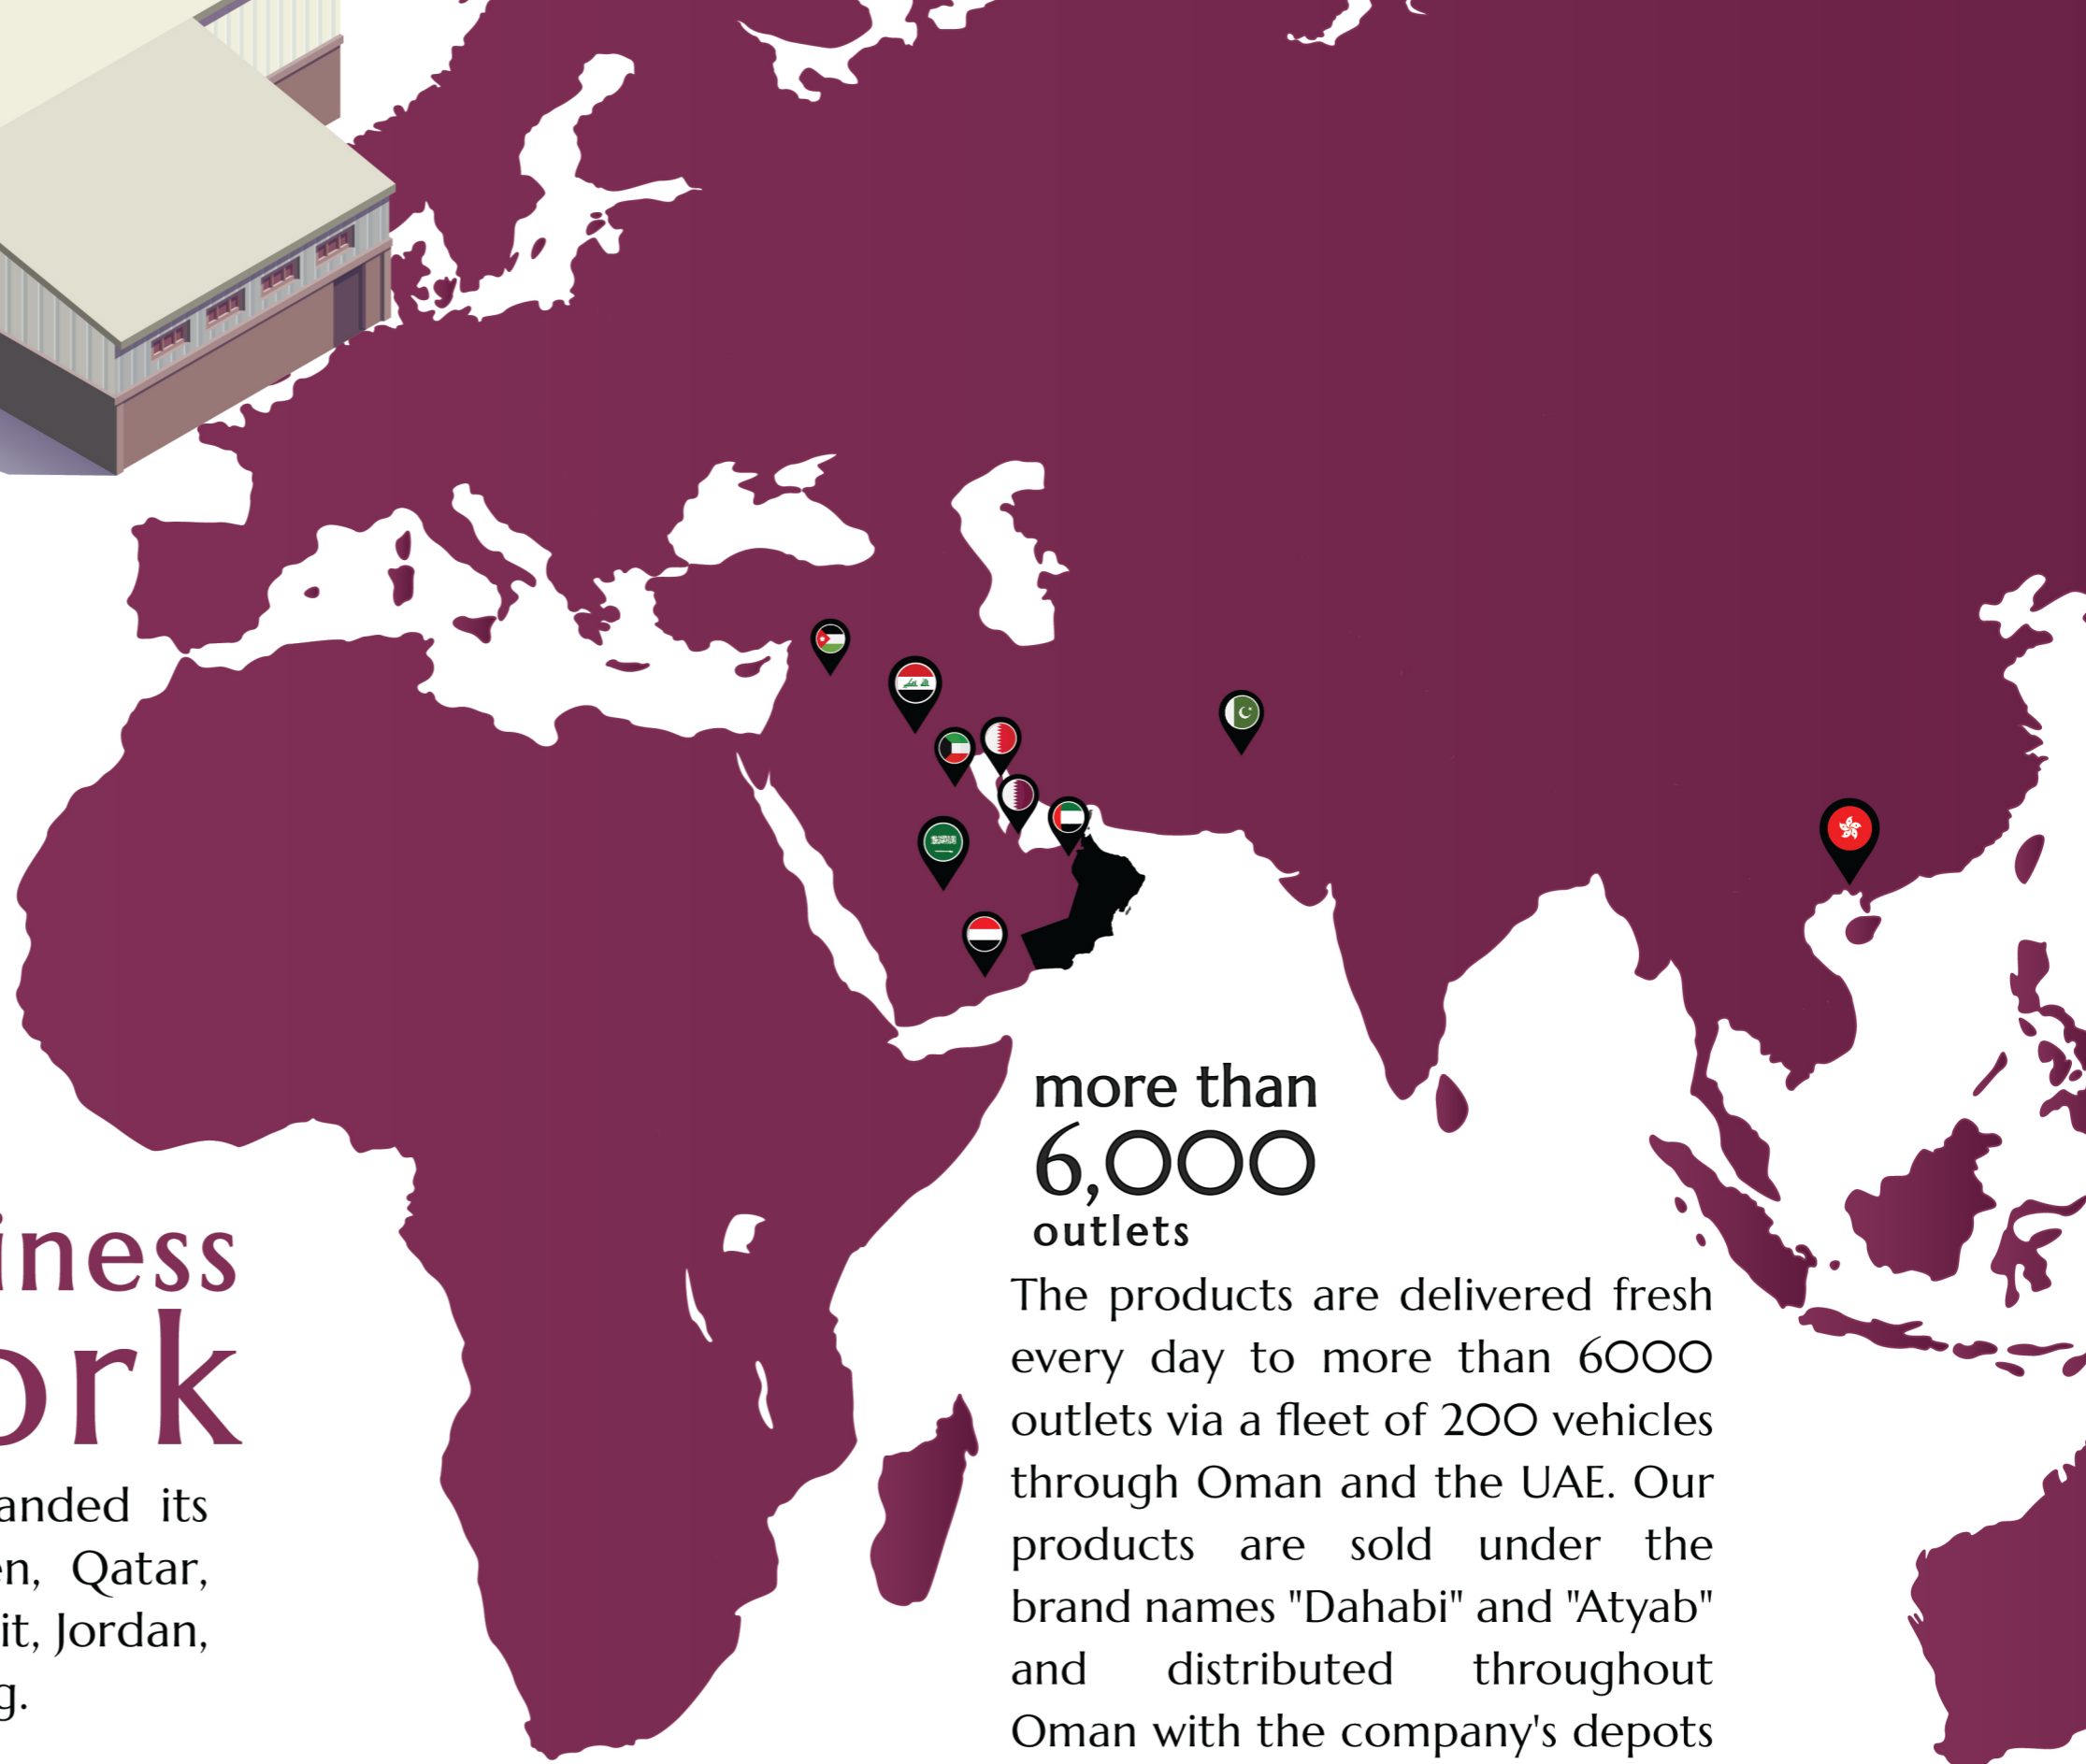 more than
6,000
outlets
The products are delivered fresh
every day to more than 6000
outlets via a fleet of 200 vehicles
through Oman and the UAE. Our
products are sold under the
brand names "Dahabi" and "Atyab"
and distributed throughout
Oman with the company's depots
iness
ork
anded its
en, Qatar,
it, Jordan,
g.